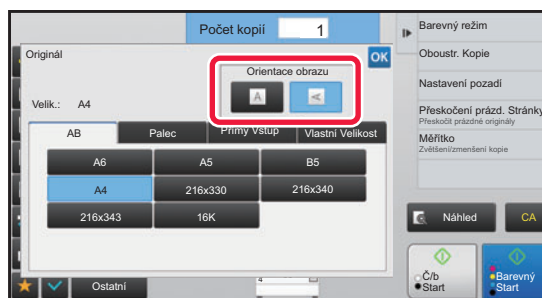 Počet kopií 1
Originál
OK
Orientace obrazu
A A
Velik.: A4
AB Palec Přímý Vstup Vlastní Velikost
A6 A5 B5
A4 216x330 216x340
216x343 16K
Ostatní
Barevný režim
Oboustr. Kopie
Nastavení pozadí
Přeskočení prázd. Stránky
Přeskočit prázdné originály
Měřítko
Zvětšení/zmenšení kopie
Náhled CA
Č/b
Start
Barevný
Start